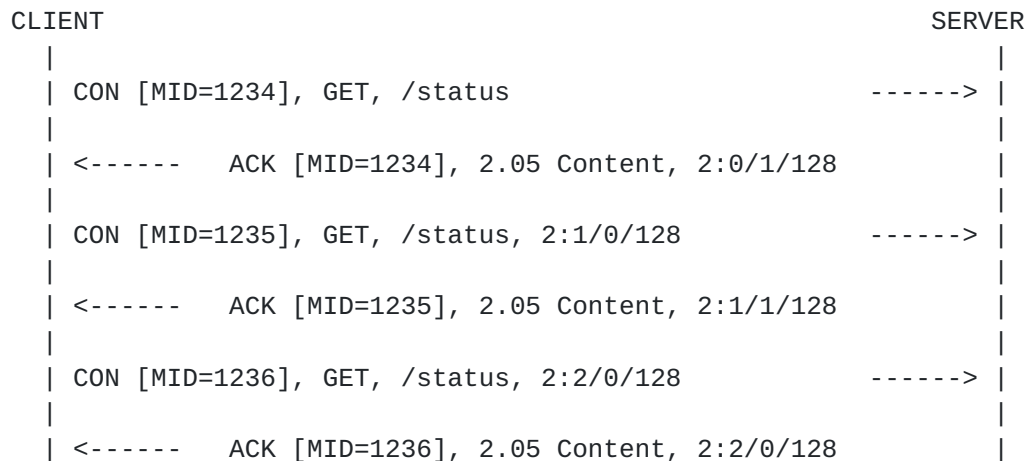 CLIENT                                                     SERVER
  |                                                            |
  | CON [MID=1234], GET, /status                       ------> |
  |                                                            |
  | <------   ACK [MID=1234], 2.05 Content, 2:0/1/128          |
  |                                                            |
  | CON [MID=1235], GET, /status, 2:1/0/128            ------> |
  |                                                            |
  | <------   ACK [MID=1235], 2.05 Content, 2:1/1/128          |
  |                                                            |
  | CON [MID=1236], GET, /status, 2:2/0/128            ------> |
  |                                                            |
  | <------   ACK [MID=1236], 2.05 Content, 2:2/0/128          |